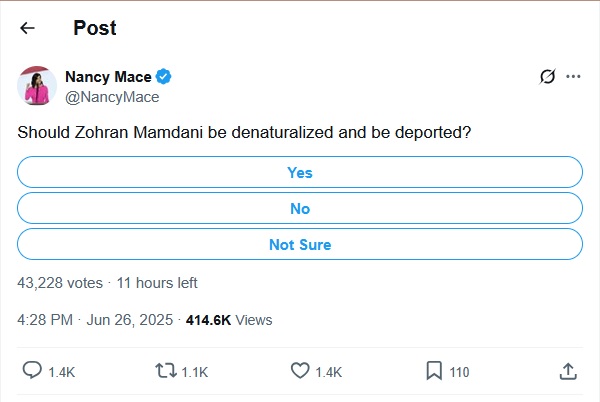 Post
Nancy Mace
@NancyMace
Should Zohran Mamdani be denaturalized and be deported?
Yes
No
Not Sure
43,228 votes · 11 hours left
4:28 PM · Jun 26, 2025 · 414.6K Views
1.4K 1.1K 1.4K 110